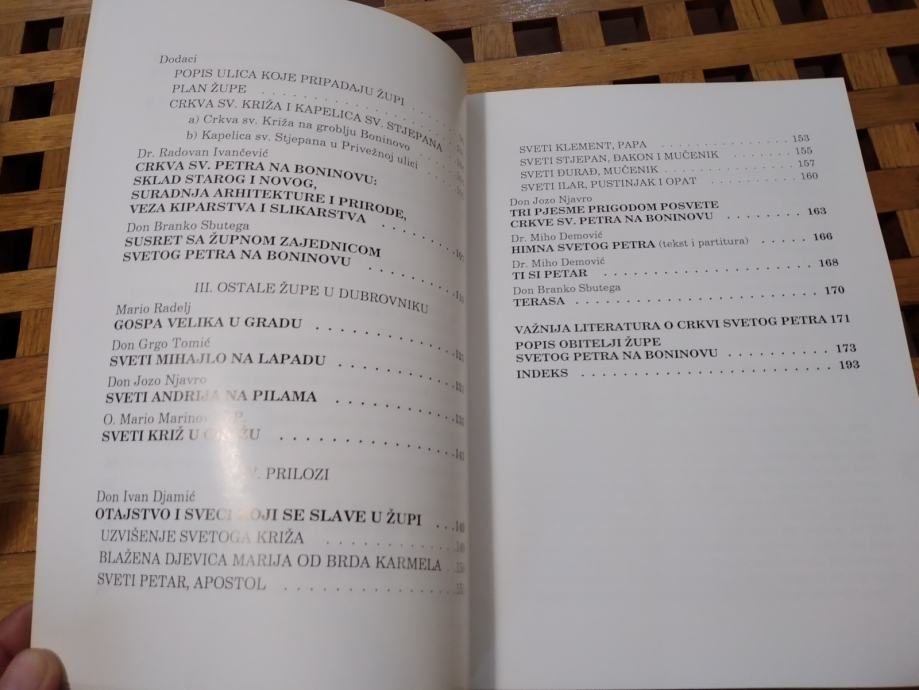 Dodaci
POPIS ULICA KOJE PRIPADAJU ŽUPI
PLAN ŽUPE
CRKVA SV. KRIŽA I KAPELICA SV. STJEPANA
a) Crkva sv. Križa na groblju Boninovo
b) Kapelica sv. Stjepana u Priveznoj ulici
Dr. Radovan Ivančević
CRKVA SV. PETRA NA BONINOVU:
SKLAD STAROG I NOVOG,
SURADNJA ARHITEKTURE I PRIRODE,
VEZA KIPARSTVA I SLIKARSTVA
Don Branko Sbutega
SUSRET SA ŽUPNOM ZAJEDNICOM
SVETOG PETRA NA BONINOVU
III. OSTALE ŽUPE U DUBROVNIKU
Mario Radelj
GOSPA VELIKA U GRADU
Don Grgo Tomić
SVETI MIHAJLO NA LAPADU
Don Jozo Njavro
SVETI ANDRIJA NA PILAMA
O. Mario
SVETI KRIŽ U
PRILOZI
Don Ivan Djamić
OTAJSTVO I SVECI KOJI SE SLAVE U ŽUPI
UZVIŠENJE SVETOGA KRIŽA
BLAŽENA DJEVICA MARIJA OD BRDA KARMELA
SVETI PETAR, APOSTOL
SVETI KLEMENT, PAPA . . . . . 153
SVETI STJEPAN, ĐAKON I MUČENIK . . . . . 155
SVETI ĐURAĐ, MUČENIK . . . . . 157
SVETI ILAR, PUSTINJAK I OPAT . . . . . 160
Don Jozo Njavro
TRI PJESME PRIGODOM POSVETE
CRKVE SV. PETRA NA BONINOVU . . . . . 163
Dr. Miho Demović
HIMNA SVETOG PETRA (tekst i partitura) . . . . . 166
Dr. Miho Demović
TI SI PETAR . . . . . 168
Don Branko Sbutega
TERASA . . . . . 170
VAŽNIJA LITERATURA O CRKVI SVETOG PETRA 171
POPIS OBITELJI ŽUPE
SVETOG PETRA NA BONINOVU . . . . . 173
INDEKS . . . . . 193